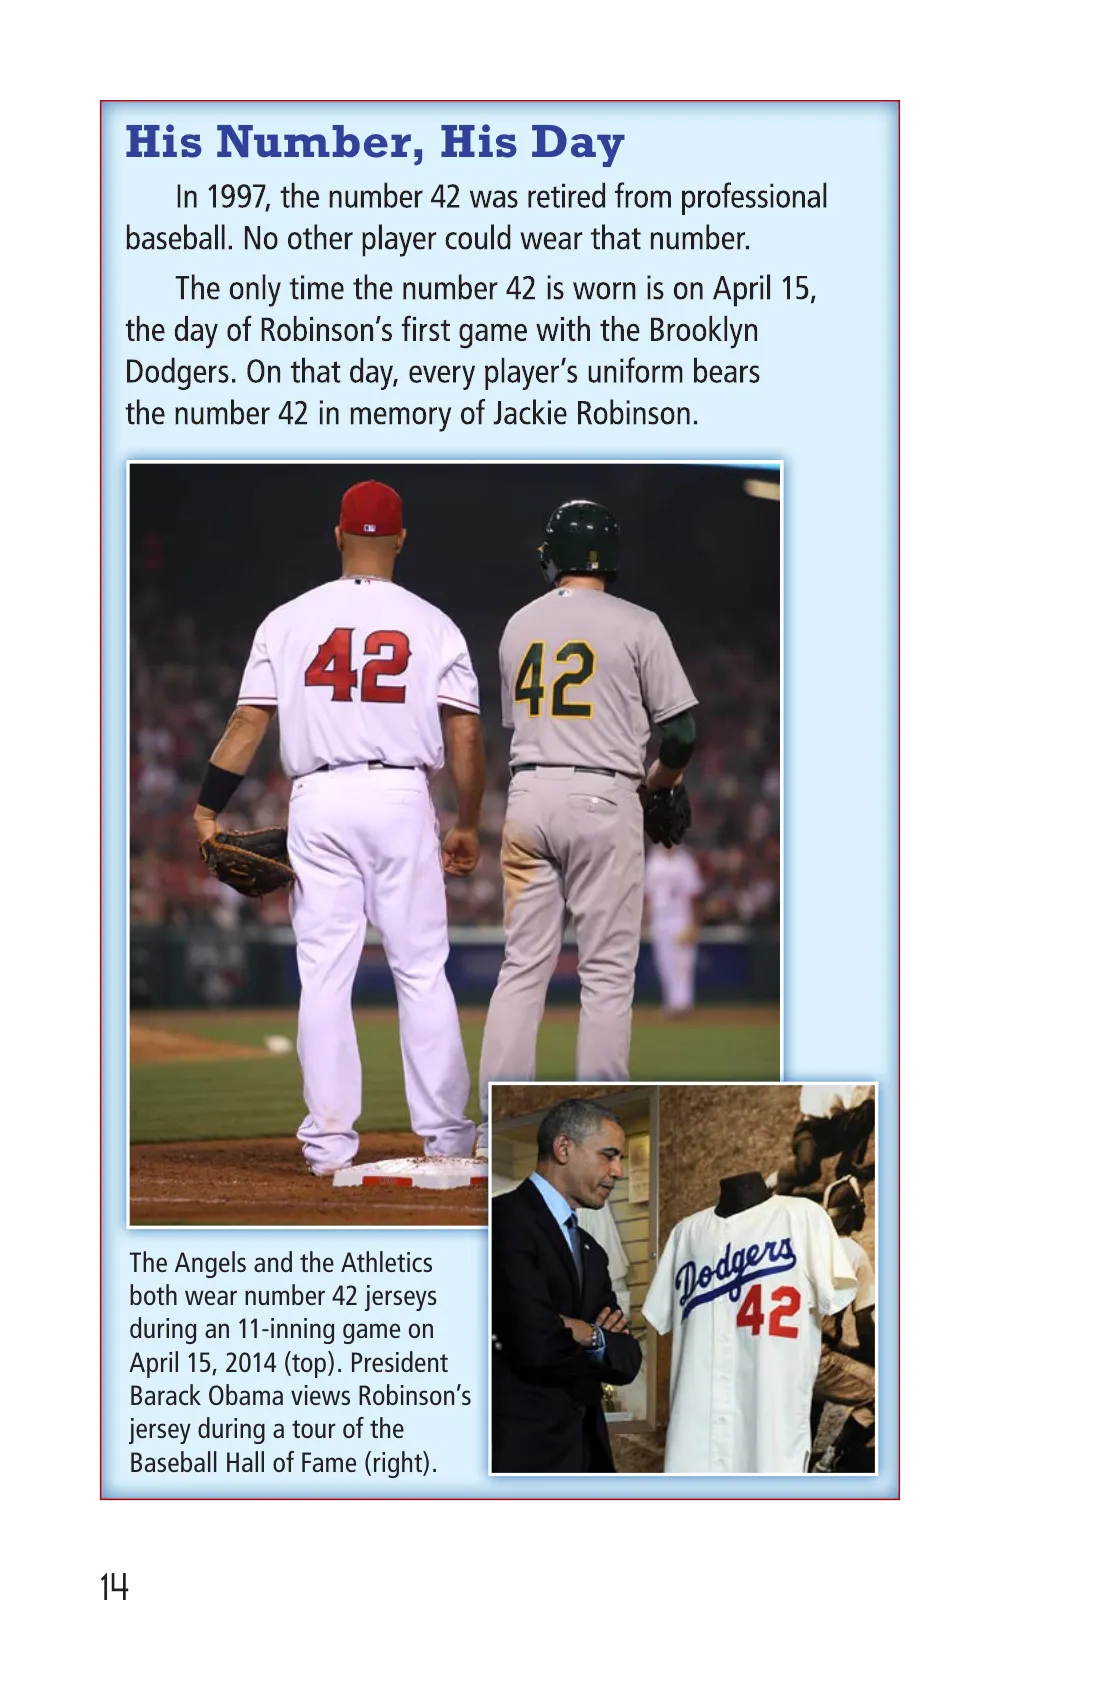 His Number, His Day
In 1997, the number 42 was retired from professional
baseball. No other player could wear that number.
The only time the number 42 is worn is on April 15,
the day of Robinson’s first game with the Brooklyn
Dodgers. On that day, every player’s uniform bears
the number 42 in memory of Jackie Robinson.
42
42
Dodgers
42
The Angels and the Athletics
both wear number 42 jerseys
during an 11-inning game on
April 15, 2014 (top). President
Barack Obama views Robinson’s
jersey during a tour of the
Baseball Hall of Fame (right).
14